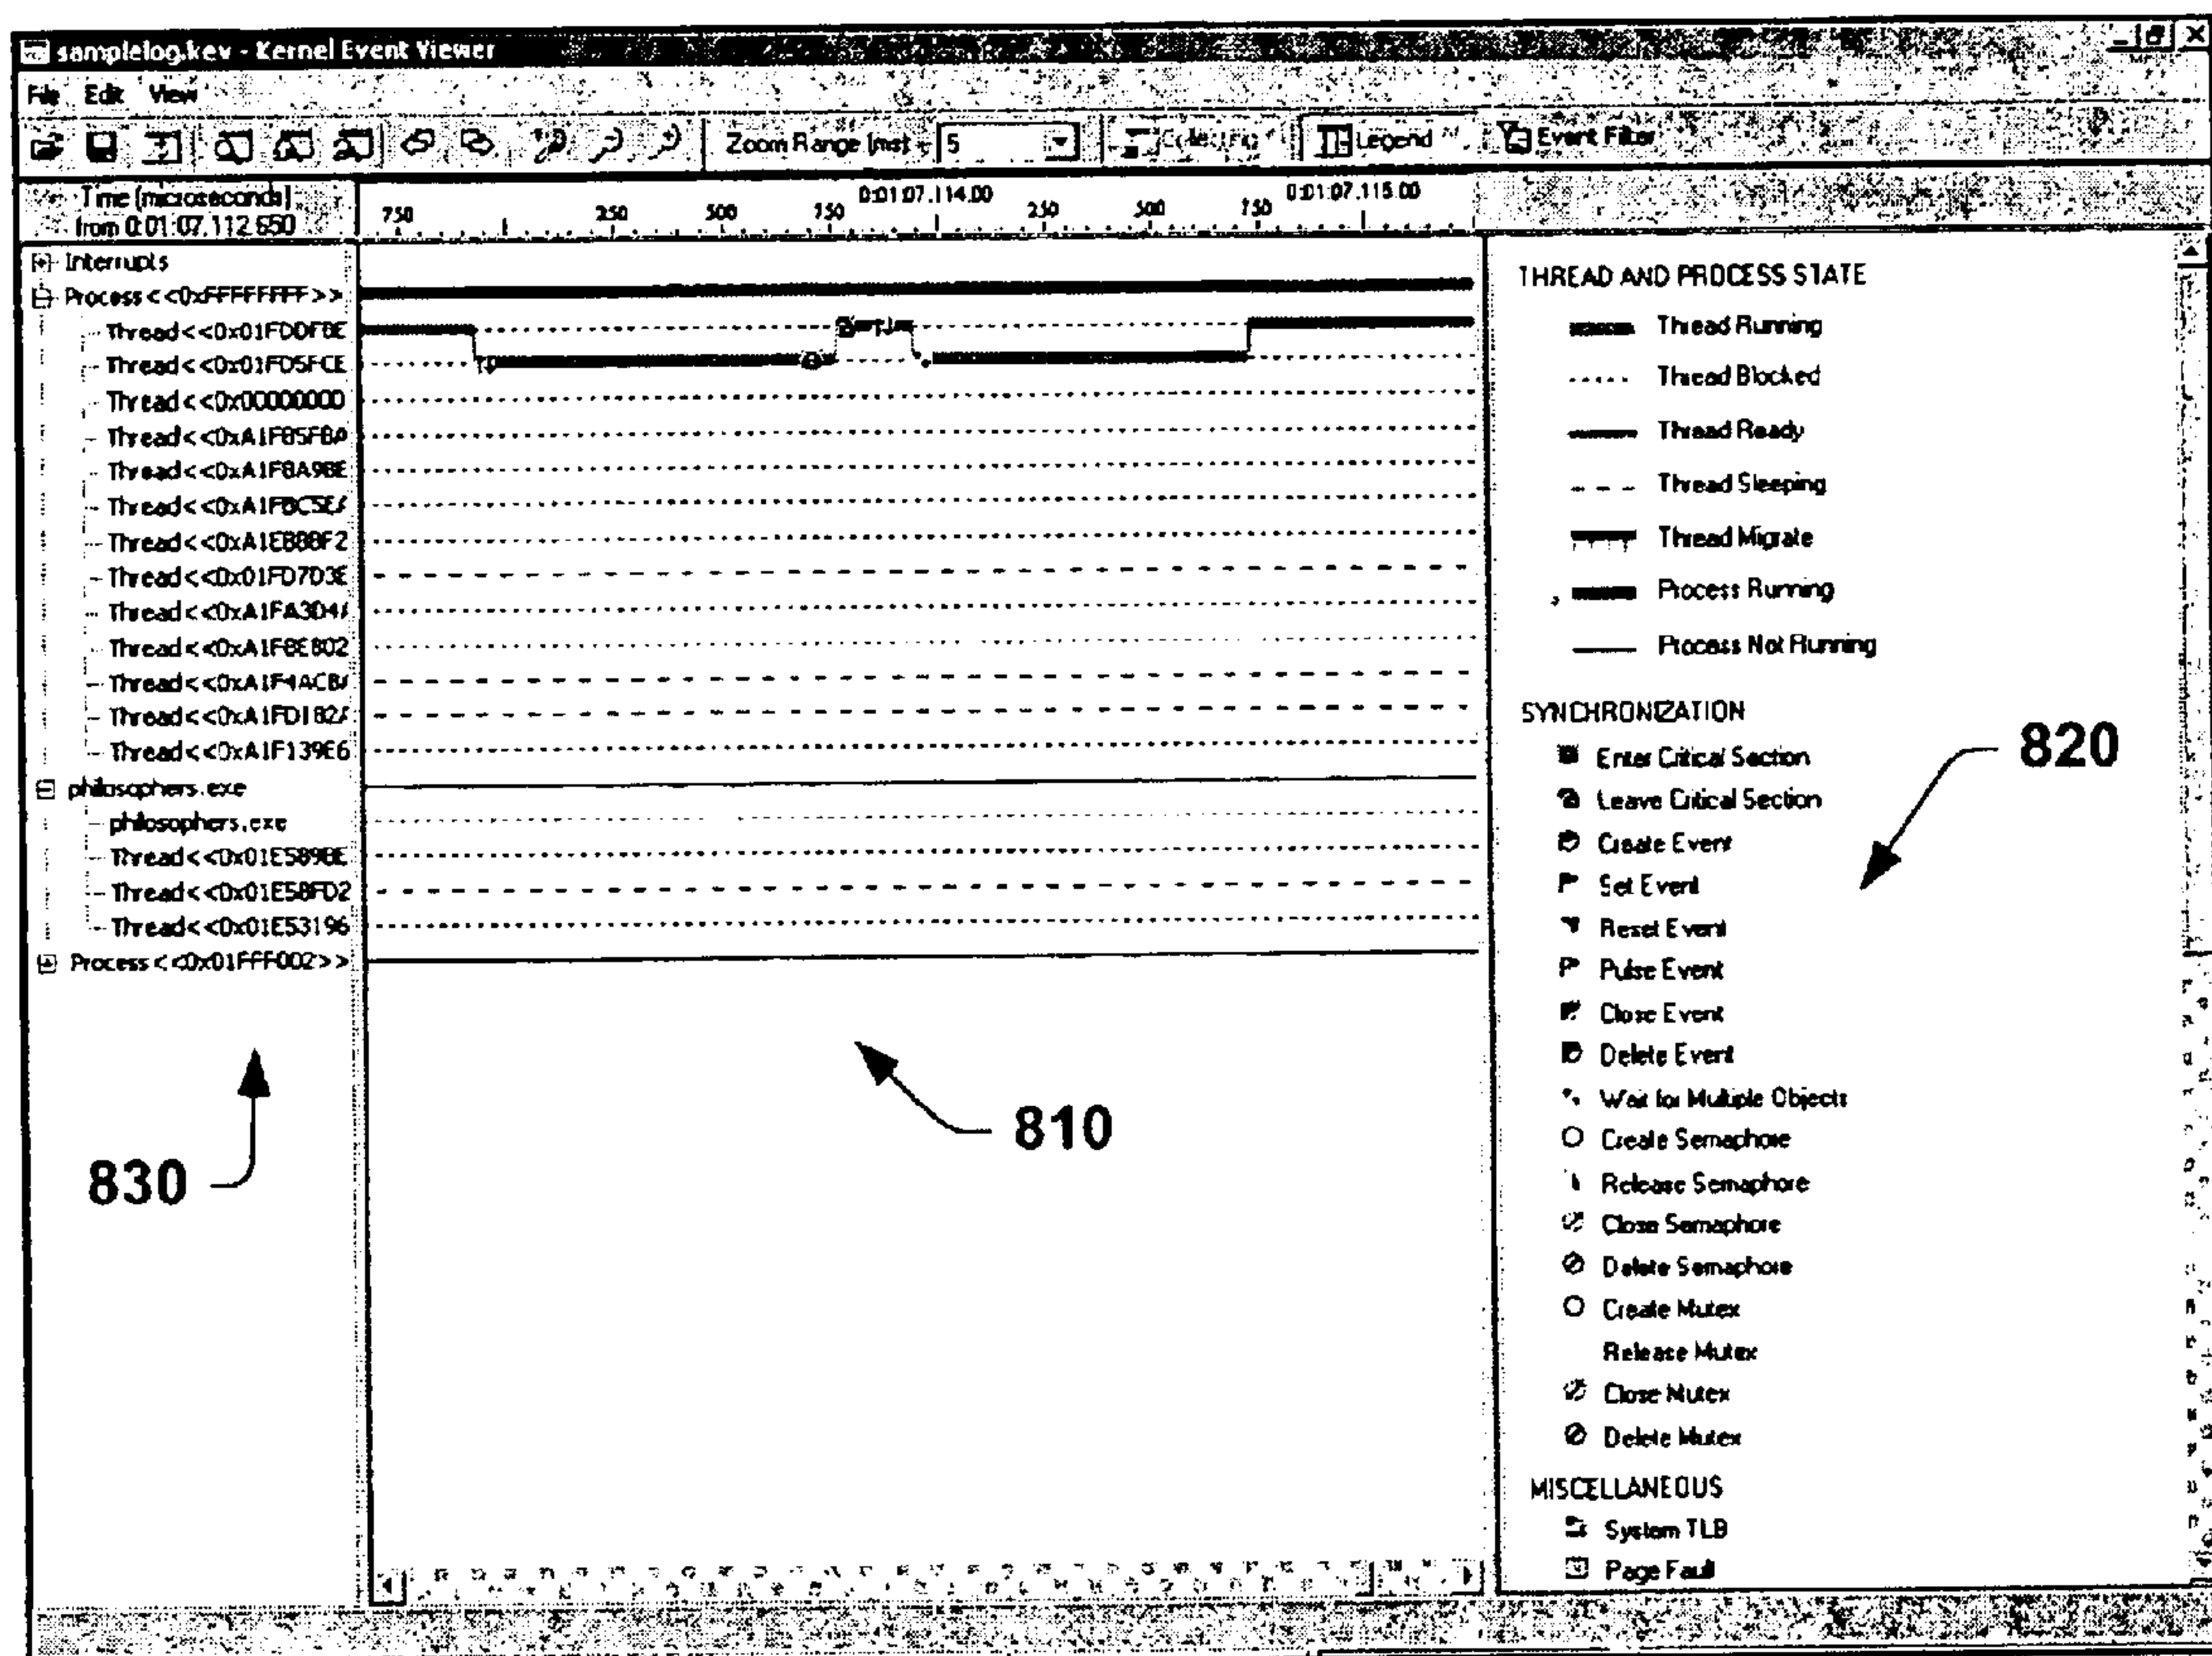 samplelog.kev - Kernel Event Viewer
File Edit View
Zoom Range (ms) 5 Collecting Legend Event Filter
Time (microseconds)
from 0:01:07.112.650
750 250 500 750 0:01:07.114.00 250 500 750 0:01:07.115.00
Interrupts
Process<<0xFFFFFFFF>>
Thread<<0x01FDDFBE
Thread<<0x01FD5FCE
Thread<<0x00000000
Thread<<0xA1FB5FBA
Thread<<0xA1F8A9BE
Thread<<0xA1FBC5EA
Thread<<0xA1EBBBF2
Thread<<0x01FD7D3E
Thread<<0xA1FA3D4A
Thread<<0xA1F8E802
Thread<<0xA1F4ACBA
Thread<<0xA1FD182A
Thread<<0xA1F139E6
philosophers.exe
philosophers.exe
Thread<<0x01E589BE
Thread<<0x01E58FD2
Thread<<0x01E53196
Process<<0x01FFF002>>
830
810
THREAD AND PROCESS STATE
Thread Running
Thread Blocked
Thread Ready
Thread Sleeping
Thread Migrate
Process Running
Process Not Running
SYNCHRONIZATION
820
Enter Critical Section
Leave Critical Section
Create Event
Set Event
Reset Event
Pulse Event
Close Event
Delete Event
Wait for Multiple Objects
Create Semaphore
Release Semaphore
Close Semaphore
Delete Semaphore
Create Mutex
Release Mutex
Close Mutex
Delete Mutex
MISCELLANEOUS
System TLB
Page Fault